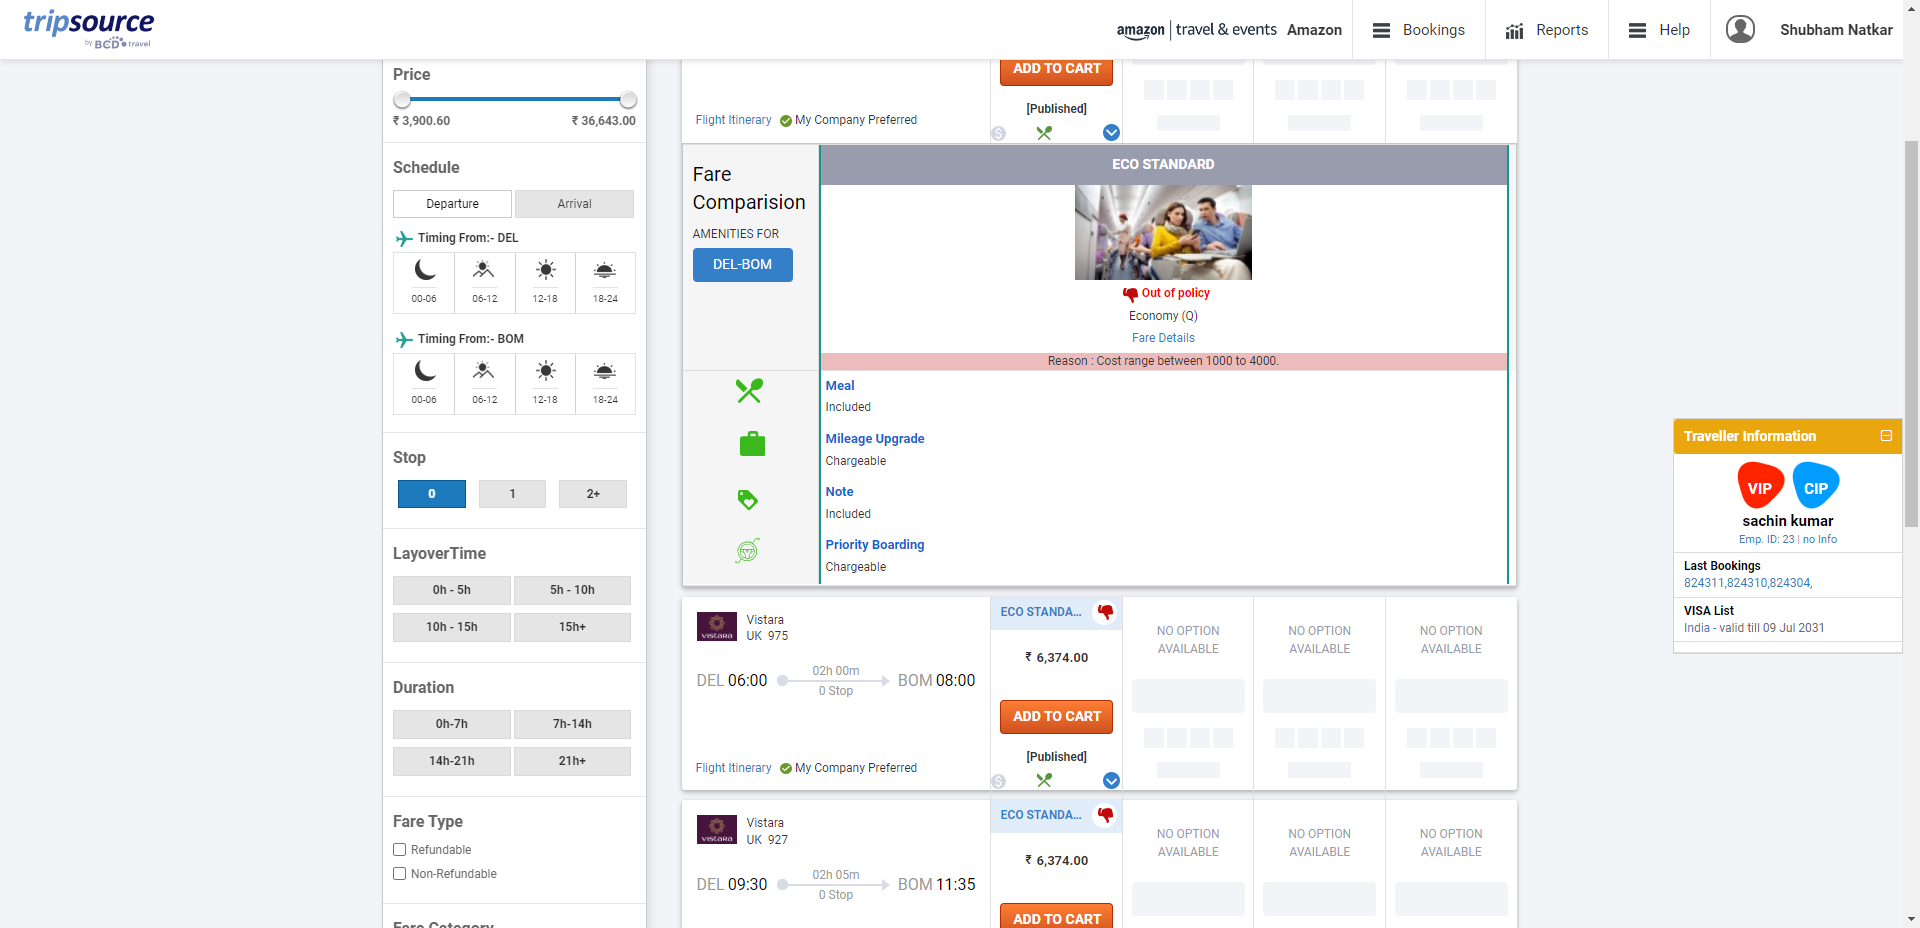 tripsource
by BCD travel
amazon | travel & events Amazon
Bookings
Reports
Help
Shubham Natkar
Price
₹ 3,900.60 ₹ 36,643.00
Schedule
Departure Arrival
Timing From:- DEL
00-06 06-12 12-18 18-24
Timing From:- BOM
00-06 06-12 12-18 18-24
Stop
0 1 2+
LayoverTime
0h - 5h 5h - 10h
10h - 15h 15h+
Duration
0h-7h 7h-14h
14h-21h 21h+
Fare Type
Refundable
Non-Refundable
Fare Category
ADD TO CART
[Published]
Flight Itinerary My Company Preferred
$
Fare
Comparision
AMENITIES FOR
DEL-BOM
ECO STANDARD
Out of policy
Economy (Q)
Fare Details
Reason : Cost range between 1000 to 4000.
Meal
Included
Mileage Upgrade
Chargeable
Note
Included
Priority Boarding
Chargeable
VISTARA
Vistara
UK 975
DEL 06:00 02h 00m BOM 08:00
0 Stop
Flight Itinerary My Company Preferred
ECO STANDA...
₹ 6,374.00
ADD TO CART
[Published]
$
NO OPTION
AVAILABLE
NO OPTION
AVAILABLE
NO OPTION
AVAILABLE
VISTARA
Vistara
UK 927
DEL 09:30 02h 05m BOM 11:35
0 Stop
ECO STANDA...
₹ 6,374.00
ADD TO CART
NO OPTION
AVAILABLE
NO OPTION
AVAILABLE
NO OPTION
AVAILABLE
Traveller Information
VIP CIP
sachin kumar
Emp. ID: 23 | no Info
Last Bookings
824311,824310,824304,
VISA List
India - valid till 09 Jul 2031